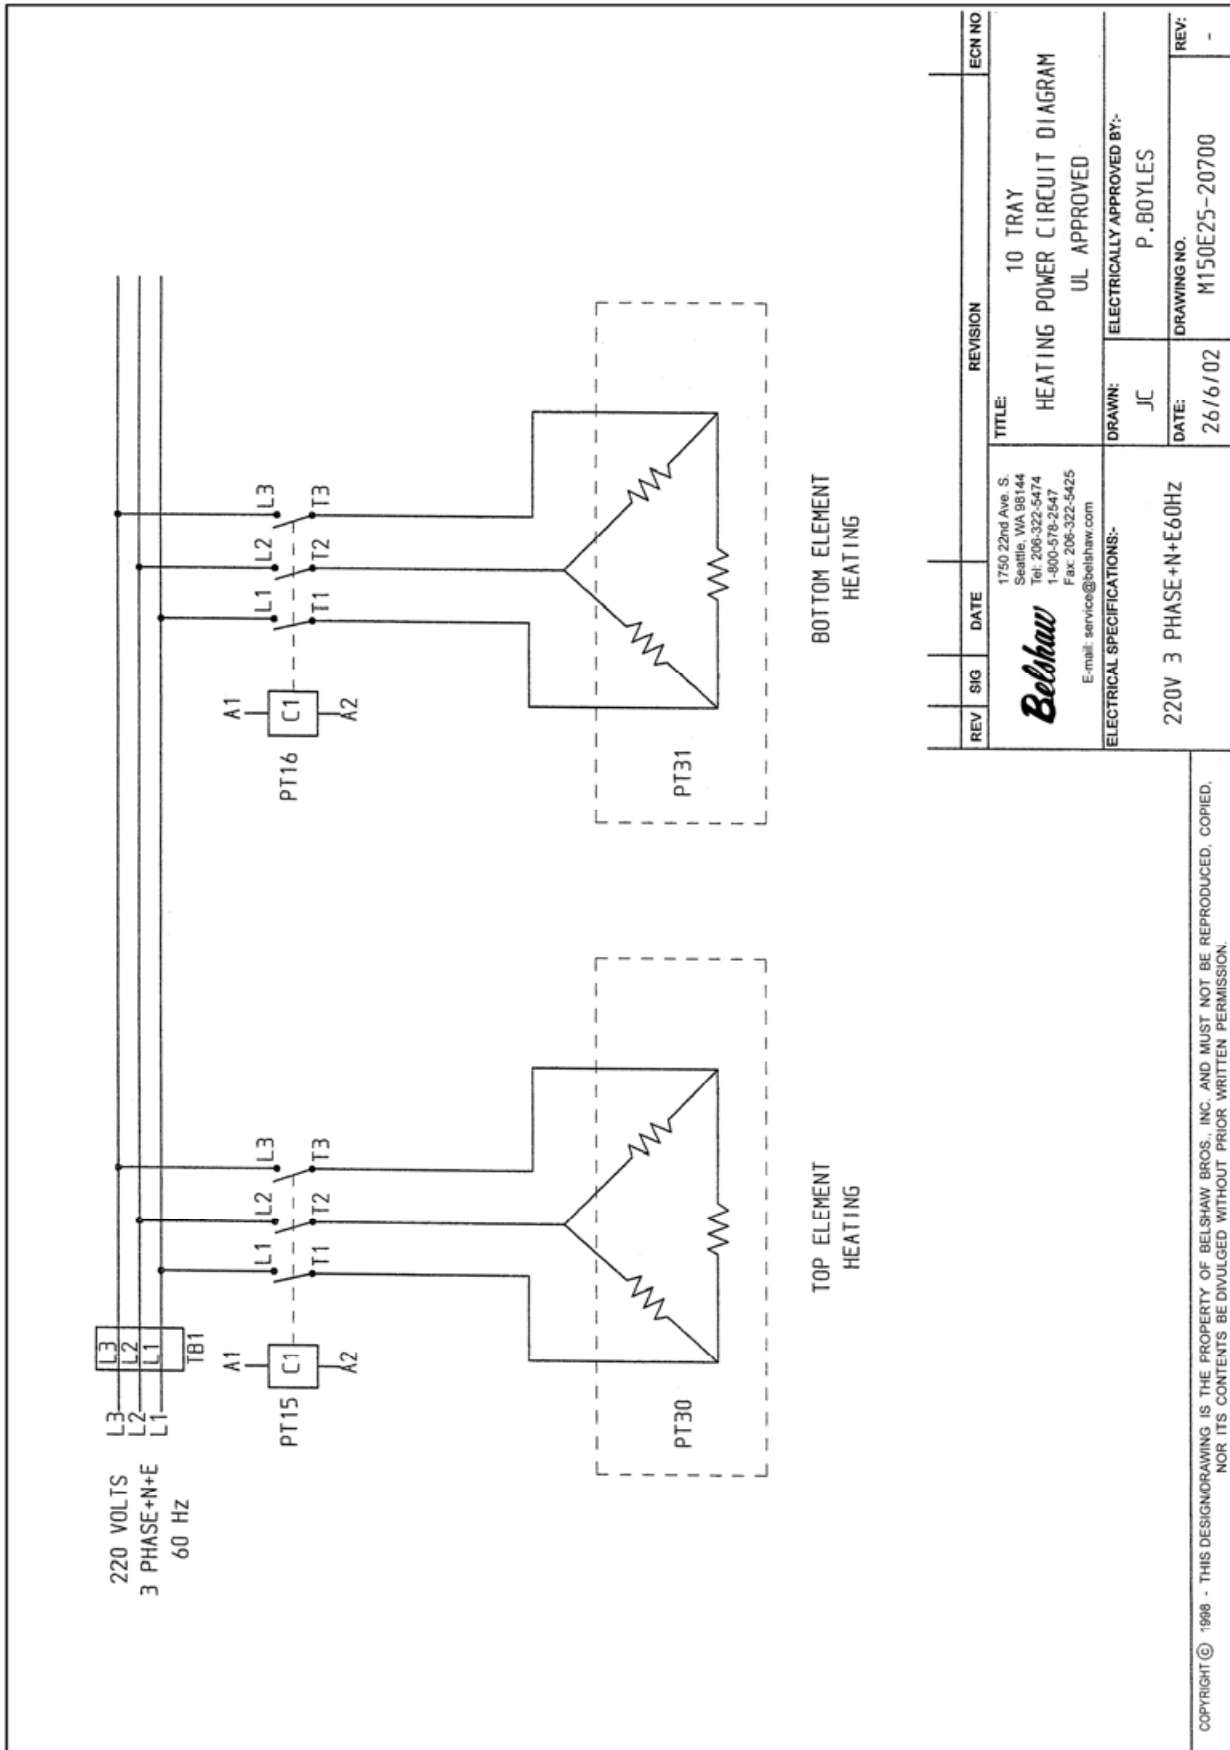 220 VOLTS
3 PHASE+N+E
60 Hz
L3
L2
L1
L3
L2
L1
TB1
A1
C1
A2
PT15
L1
L2
L3
T1
T2
T3
PT30
TOP ELEMENT
HEATING
A1
C1
A2
PT16
L1
L2
L3
T1
T2
T3
PT31
BOTTOM ELEMENT
HEATING
REV
SIG
DATE
REVISION
ECN NO
Belshaw
1750 22nd Ave. S.
Seattle, WA 98144
Tel: 206-322-5474
1-800-578-2547
Fax: 206-322-5425
E-mail: service@belshaw.com
TITLE:
10 TRAY
HEATING POWER CIRCUIT DIAGRAM
UL APPROVED
ELECTRICAL SPECIFICATIONS:-
220V 3 PHASE+N+E60HZ
DRAWN:
JC
ELECTRICALLY APPROVED BY:-
P.BOYLES
DATE:
26/6/02
DRAWING NO.
M150E25-20700
REV:
-
COPYRIGHT © 1998 - THIS DESIGN/DRAWING IS THE PROPERTY OF BELSHAW BROS., INC. AND MUST NOT BE REPRODUCED, COPIED,
NOR ITS CONTENTS BE DIVULGED WITHOUT PRIOR WRITTEN PERMISSION.